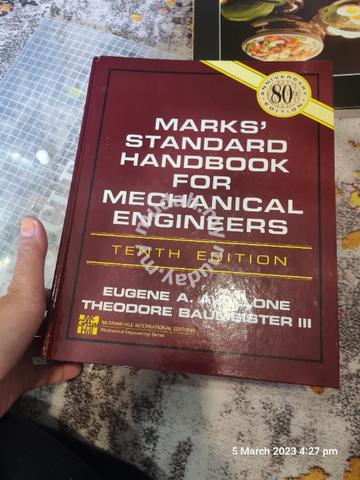 80th
ANNIVERSARY
EDITION
MARKS'
STANDARD
HANDBOOK
FOR
MECHANICAL
ENGINEERS
TENTH EDITION
EUGENE A.
THEODORE BAUMEISTER III
McGRAW-HILL INTERNATIONAL EDITIONS
Mechanical Engineering Series
5 March 2023 4:27 pm